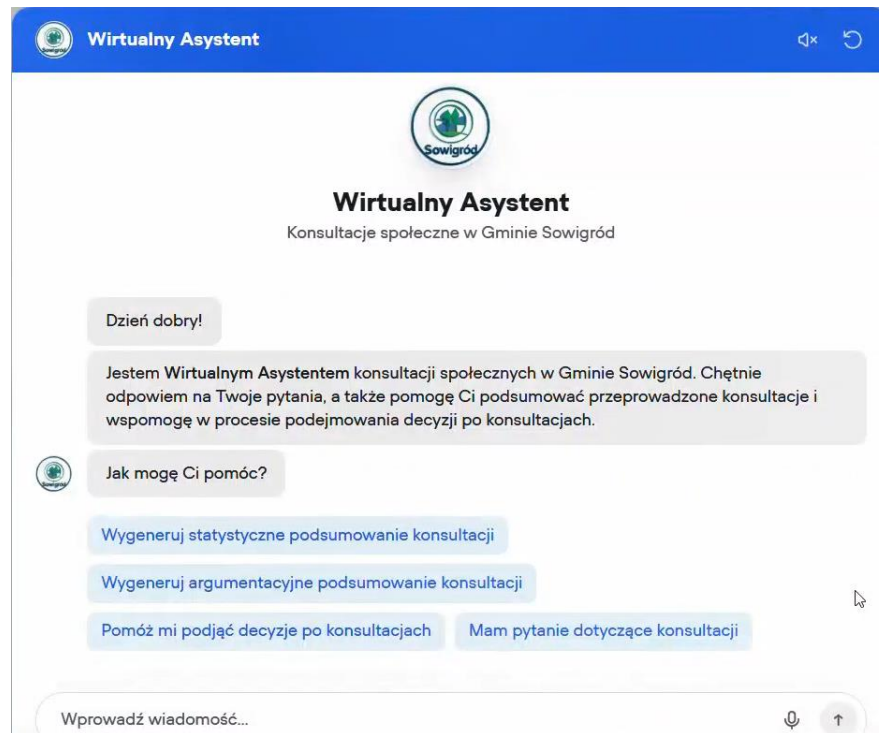 Wirtualny Asystent
Sowigród
Wirtualny Asystent
Konsultacje społeczne w Gminie Sowigród
Dzień dobry!
Jestem Wirtualnym Asystentem konsultacji społecznych w Gminie Sowigród. Chętnie
odpowiem na Twoje pytania, a także pomogę Ci podsumować przeprowadzone konsultacje i
wspomogę w procesie podejmowania decyzji po konsultacjach.
Jak mogę Ci pomóc?
Wygeneruj statystyczne podsumowanie konsultacji
Wygeneruj argumentacyjne podsumowanie konsultacji
Pomóż mi podjąć decyzje po konsultacjach
Mam pytanie dotyczące konsultacji
Wprowadź wiadomość...